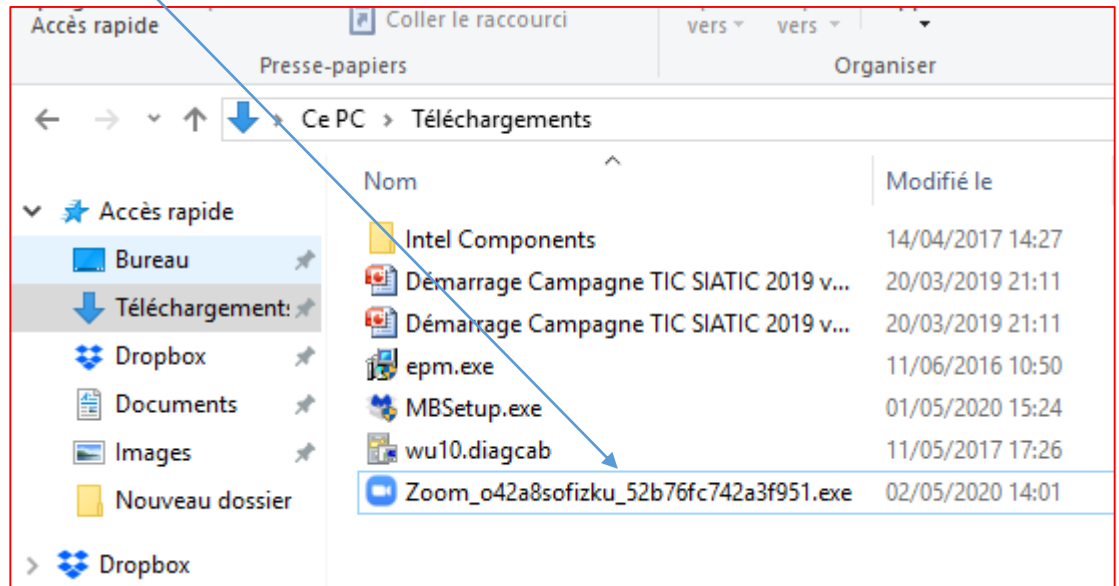 Accès rapide
Coller le raccourci
vers
vers
Presse-papiers
Organiser
Ce PC > Téléchargements
Nom
Modifié le
Accès rapide
Bureau
Téléchargements
Dropbox
Documents
Images
Nouveau dossier
Dropbox
Intel Components 14/04/2017 14:27
Démarrage Campagne TIC SIATIC 2019 v... 20/03/2019 21:11
Démarrage Campagne TIC SIATIC 2019 v... 20/03/2019 21:11
epm.exe 11/06/2016 10:50
MBSetup.exe 01/05/2020 15:24
wu10.diagcab 11/05/2017 17:26
Zoom_o42a8sofizku_52b76fc742a3f951.exe 02/05/2020 14:01